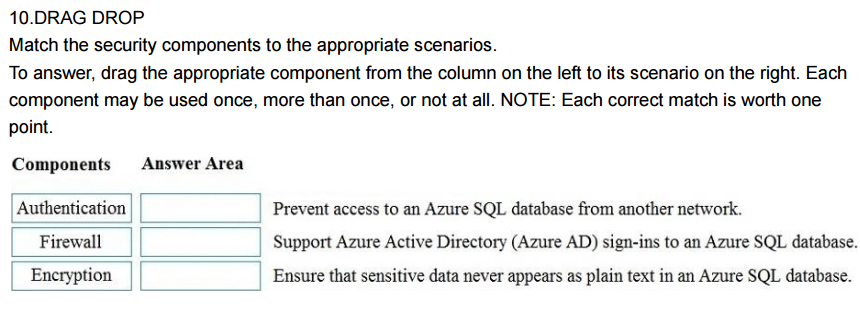 10.DRAG DROP
Match the security components to the appropriate scenarios.
To answer, drag the appropriate component from the column on the left to its scenario on the right. Each
component may be used once, more than once, or not at all. NOTE: Each correct match is worth one
point.
Components Answer Area
Authentication Prevent access to an Azure SQL database from another network.
Firewall Support Azure Active Directory (Azure AD) sign-ins to an Azure SQL database.
Encryption Ensure that sensitive data never appears as plain text in an Azure SQL database.